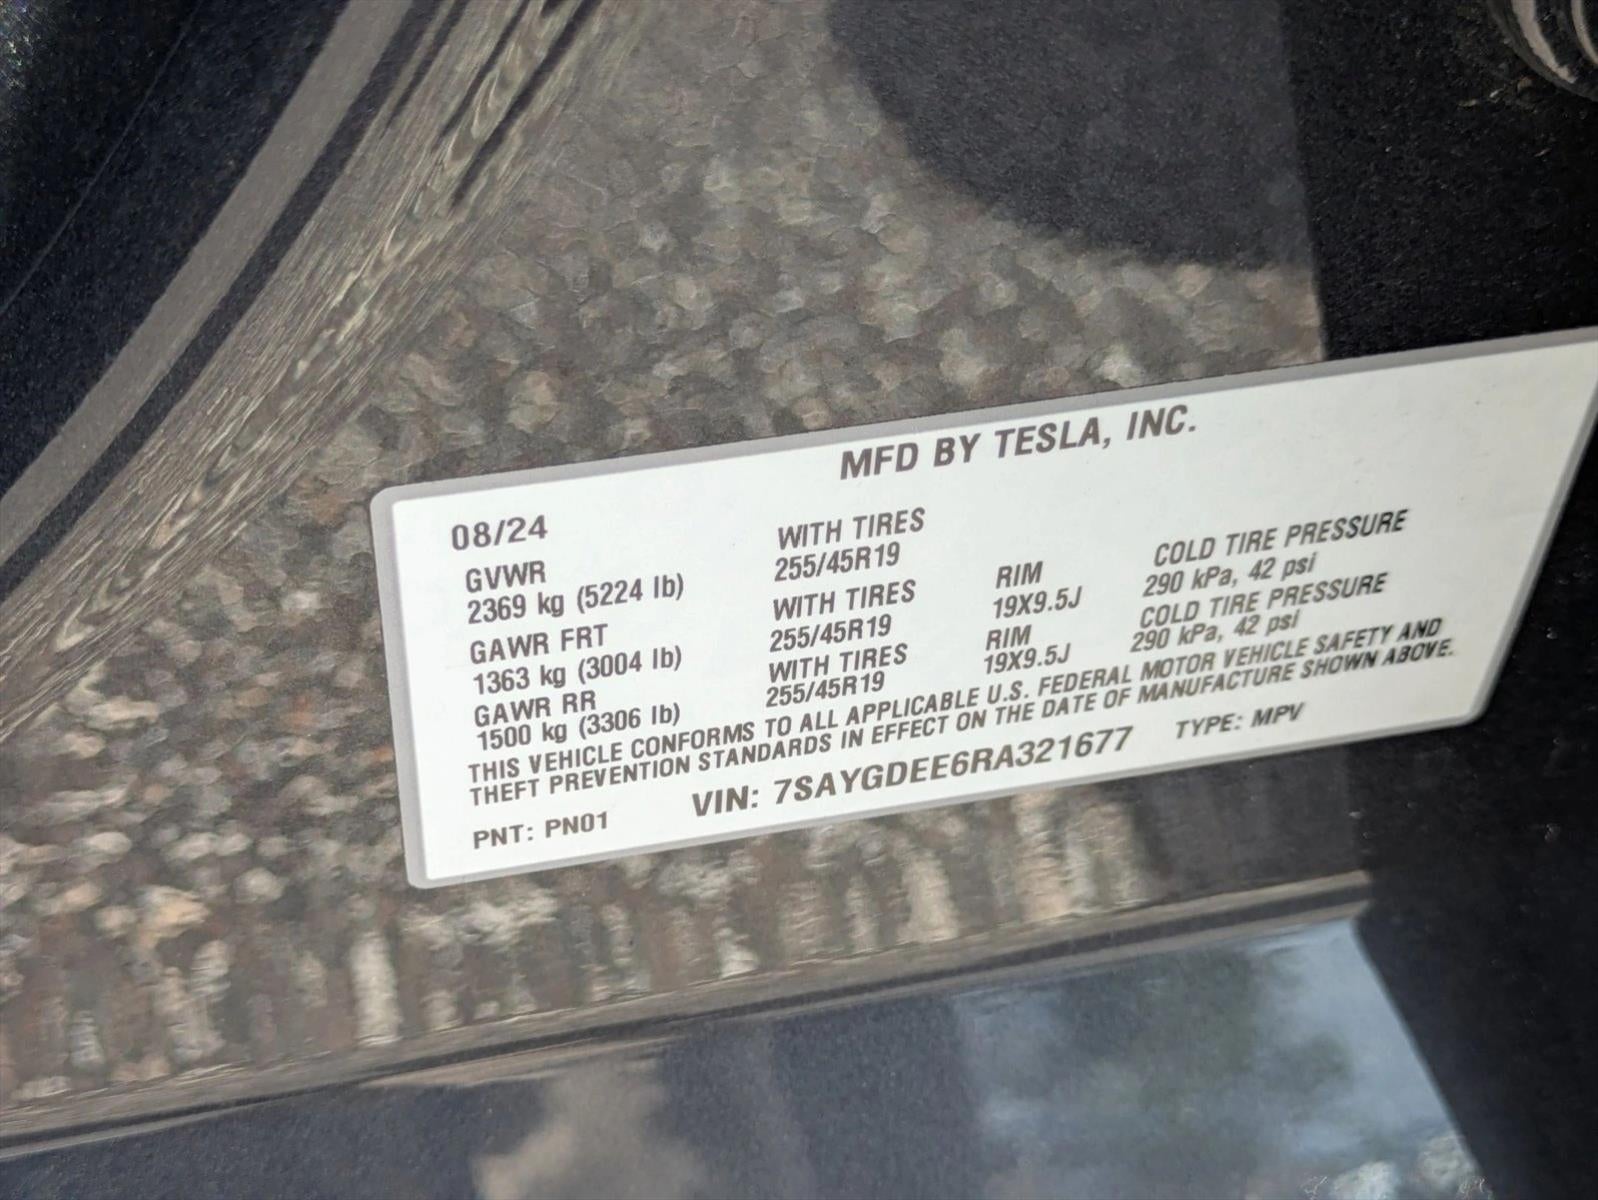 MFD BY TESLA, INC.
08/24
GVWR WITH TIRES
2369 kg (5224 lb) 255/45R19 RIM COLD TIRE PRESSURE
GAWR FRT WITH TIRES 19X9.5J 290 kPa, 42 psi
1363 kg (3004 lb) 255/45R19 RIM COLD TIRE PRESSURE
GAWR RR WITH TIRES 19X9.5J 290 kPa, 42 psi
1500 kg (3306 lb) 255/45R19
THIS VEHICLE CONFORMS TO ALL APPLICABLE U.S. FEDERAL MOTOR VEHICLE SAFETY AND
THEFT PREVENTION STANDARDS IN EFFECT ON THE DATE OF MANUFACTURE SHOWN ABOVE.
PNT: PN01 VIN: 7SAYGDEE6RA321677 TYPE: MPV